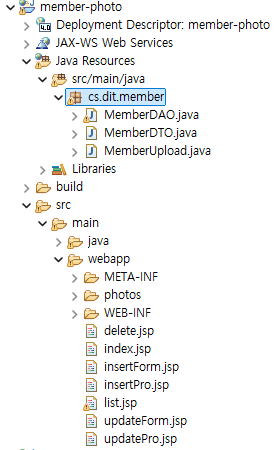 member-photo
Deployment Descriptor: member-photo
JAX-WS Web Services
Java Resources
src/main/java
cs.dit.member
MemberDAO.java
MemberDTO.java
MemberUpload.java
Libraries
build
src
main
java
webapp
META-INF
photos
WEB-INF
delete.jsp
index.jsp
insertForm.jsp
insertPro.jsp
list.jsp
updateForm.jsp
updatePro.jsp